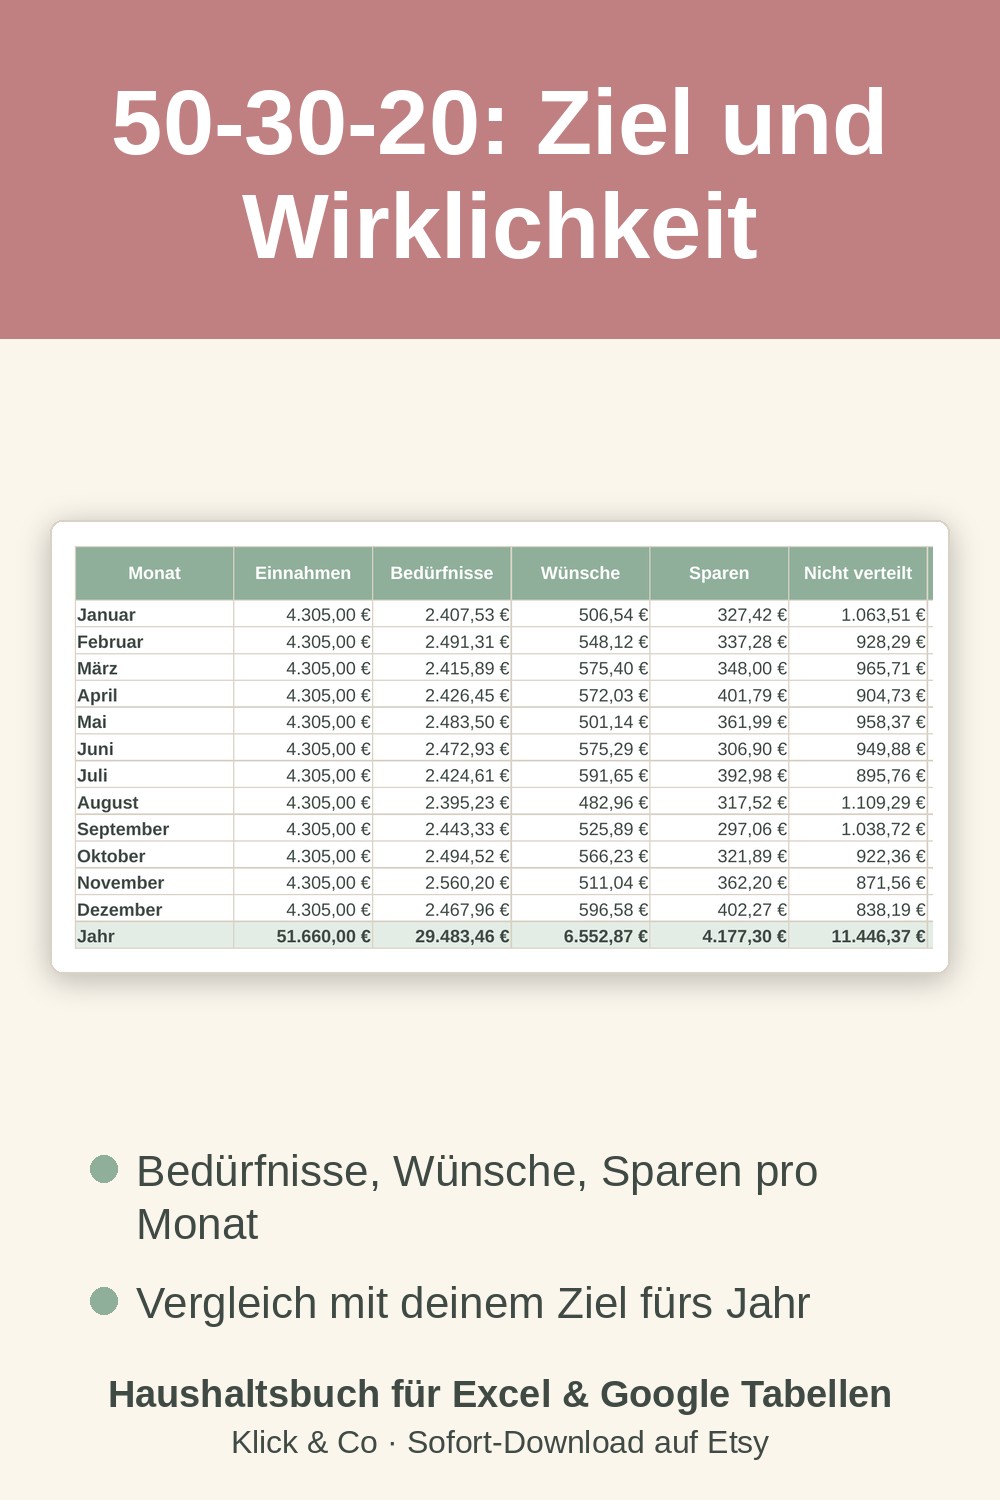 50-30-20: Ziel und
Wirklichkeit
Monat Einnahmen Bedürfnisse Wünsche Sparen Nicht verteilt
Januar 4.305,00 € 2.407,53 € 506,54 € 327,42 € 1.063,51 €
Februar 4.305,00 € 2.491,31 € 548,12 € 337,28 € 928,29 €
März 4.305,00 € 2.415,89 € 575,40 € 348,00 € 965,71 €
April 4.305,00 € 2.426,45 € 572,03 € 401,79 € 904,73 €
Mai 4.305,00 € 2.483,50 € 501,14 € 361,99 € 958,37 €
Juni 4.305,00 € 2.472,93 € 575,29 € 306,90 € 949,88 €
Juli 4.305,00 € 2.424,61 € 591,65 € 392,98 € 895,76 €
August 4.305,00 € 2.395,23 € 482,96 € 317,52 € 1.109,29 €
September 4.305,00 € 2.443,33 € 525,89 € 297,06 € 1.038,72 €
Oktober 4.305,00 € 2.494,52 € 566,23 € 321,89 € 922,36 €
November 4.305,00 € 2.560,20 € 511,04 € 362,20 € 871,56 €
Dezember 4.305,00 € 2.467,96 € 596,58 € 402,27 € 838,19 €
Jahr 51.660,00 € 29.483,46 € 6.552,87 € 4.177,30 € 11.446,37 €
Bedürfnisse, Wünsche, Sparen pro
Monat
Vergleich mit deinem Ziel fürs Jahr
Haushaltsbuch für Excel & Google Tabellen
Klick & Co · Sofort-Download auf Etsy